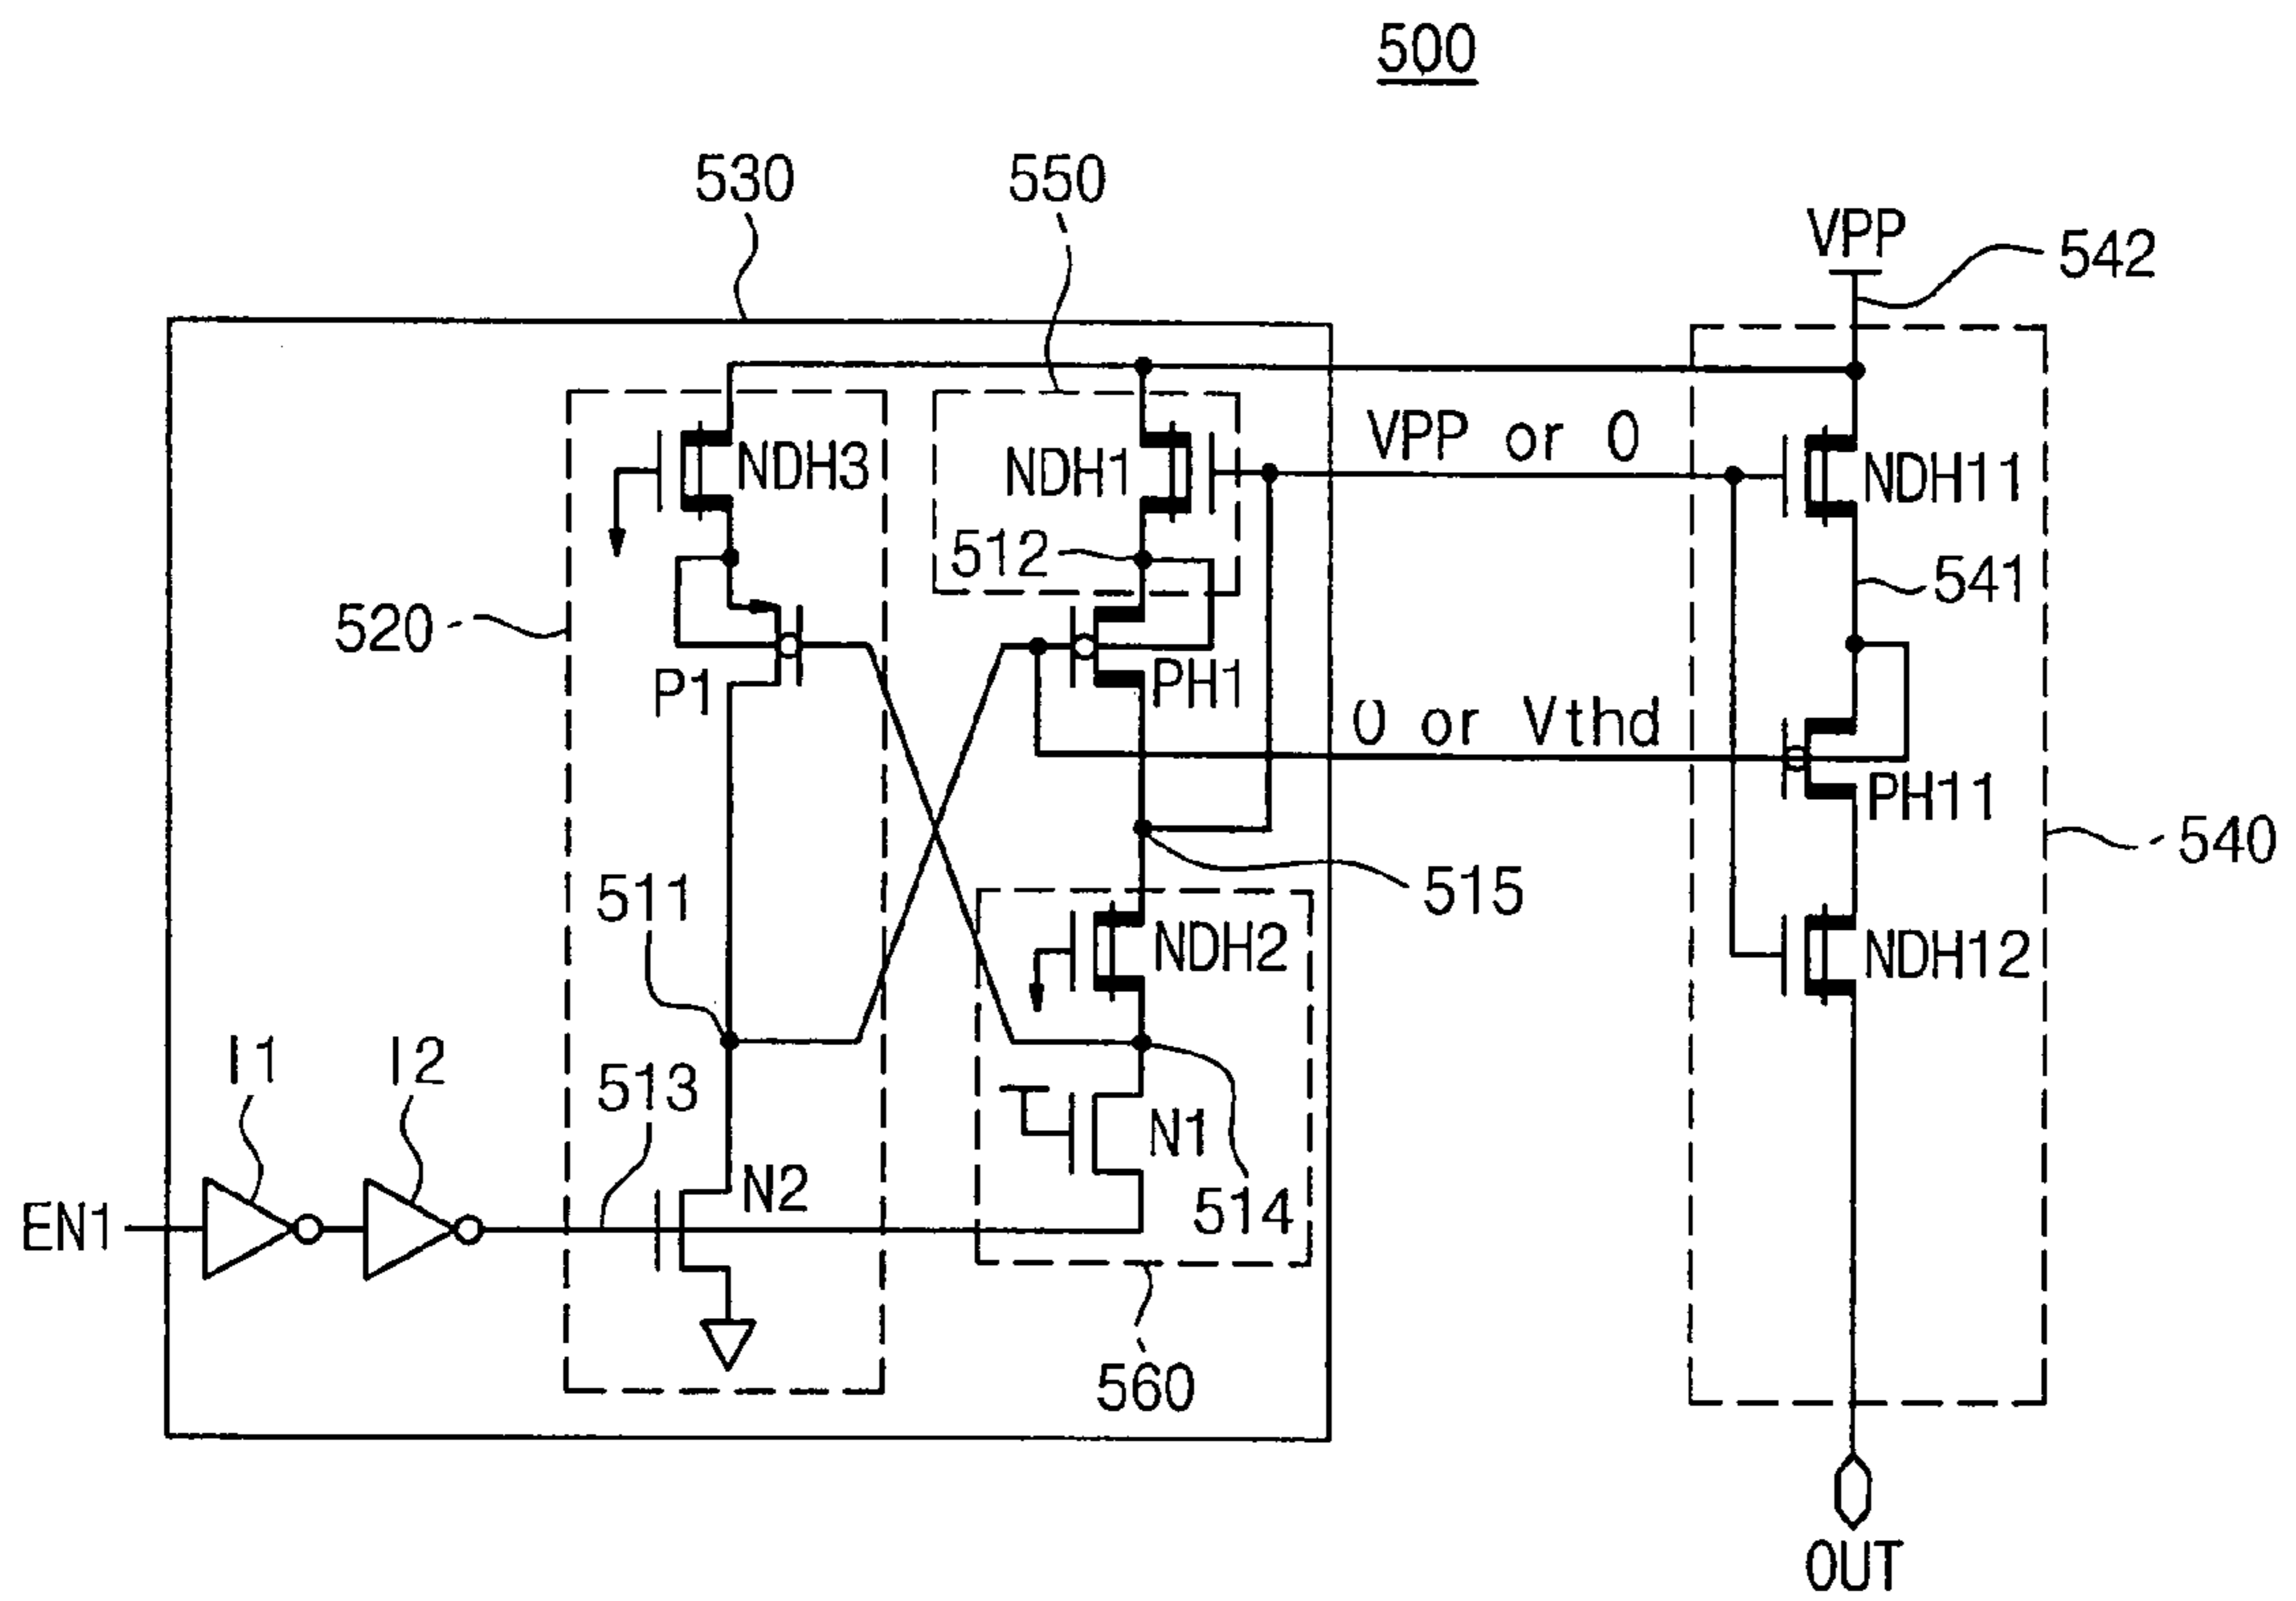 500
530
550
VPP
542
NDH3
NDH1
VPP or 0
NDH11
512
541
520
P1
PH1
0 or Vthd
PH11
540
511
515
NDH2
NDH12
I1
I2
513
N1
N2
514
EN1
560
OUT